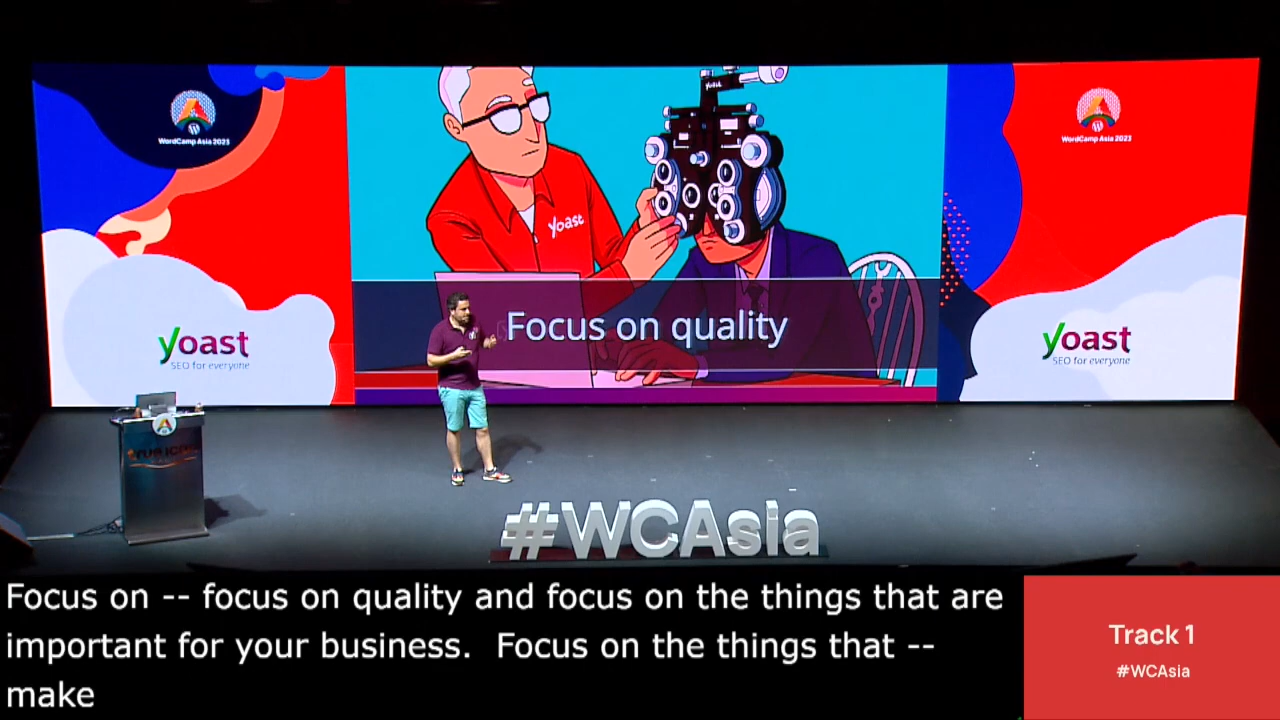 WordCamp Asia 2023
WordCamp Asia 2023
yoast
Focus on quality
yoast
SEO for everyone
yoast
SEO for everyone
#WCAsia
Focus on -- focus on quality and focus on the things that are
important for your business.  Focus on the things that --
make
Track 1
#WCAsia